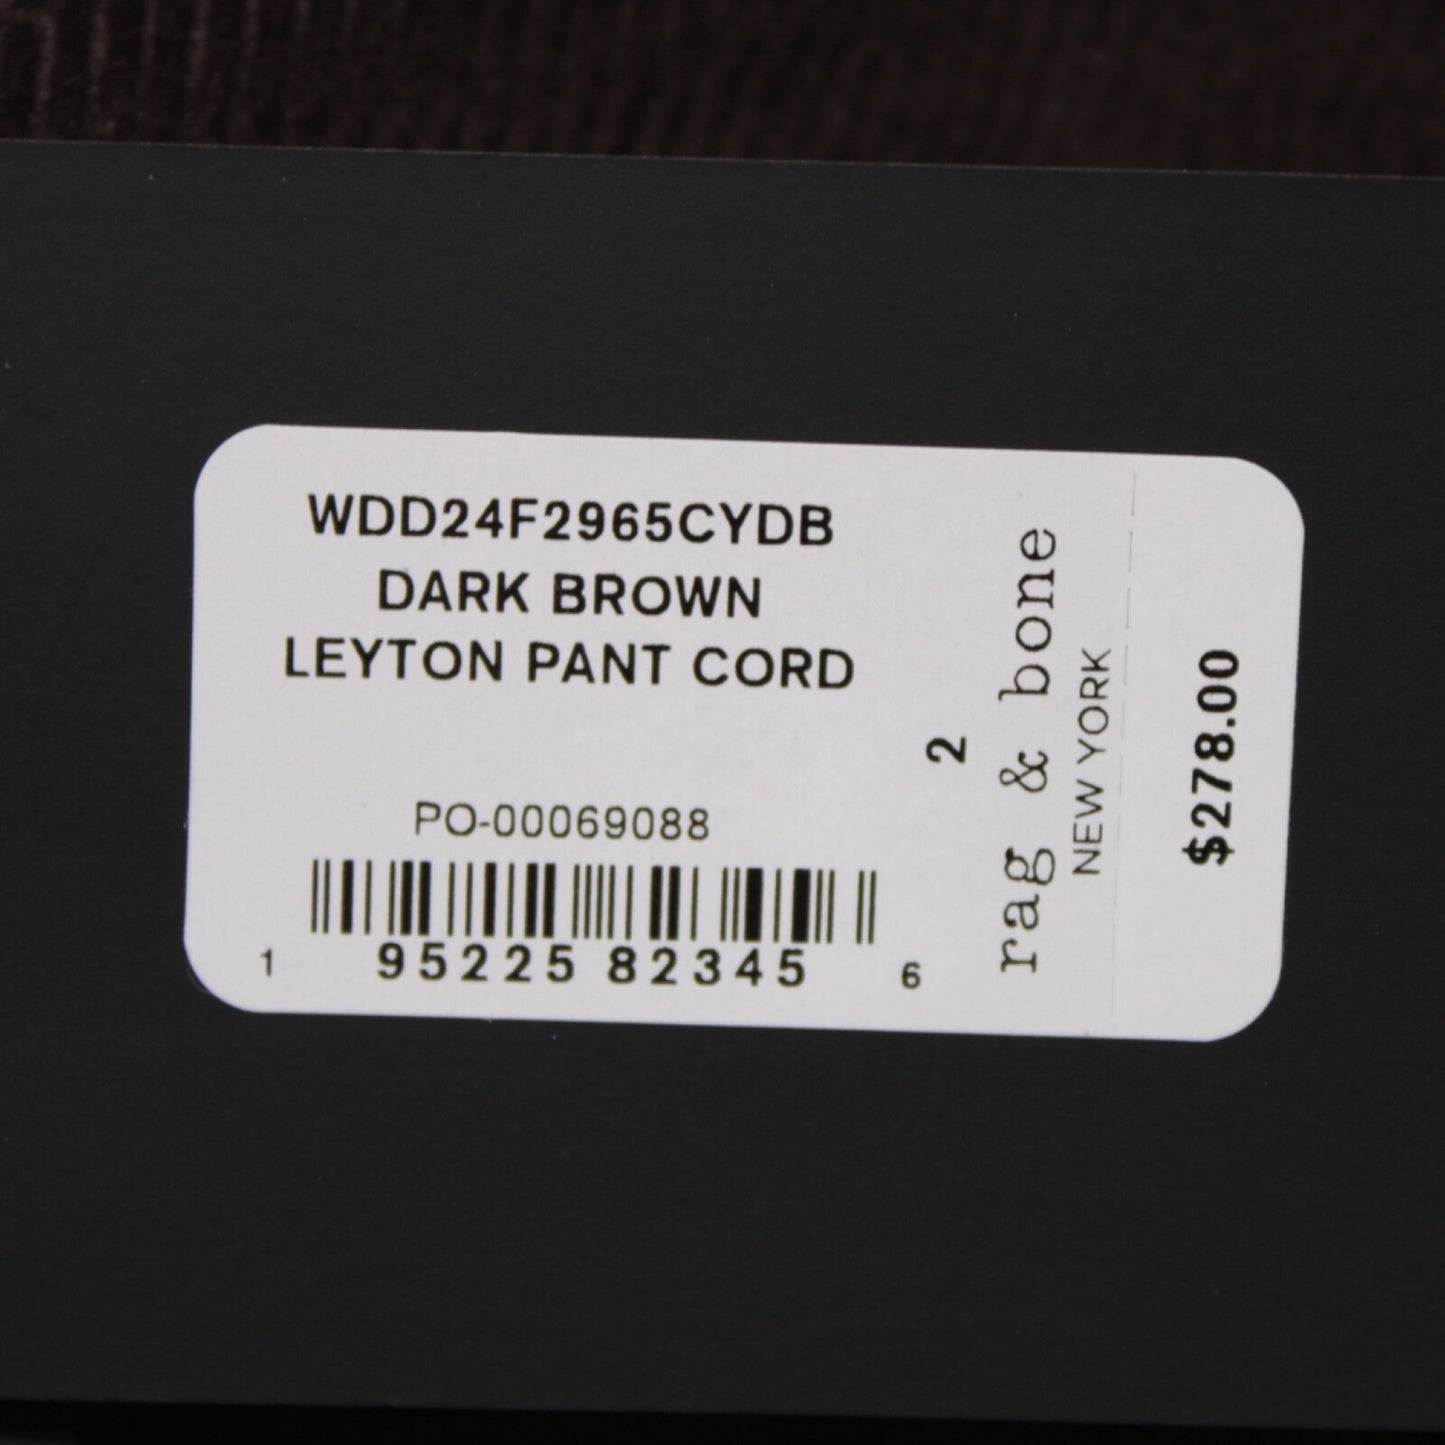 WDD24F2965CYDB
DARK BROWN
LEYTON PANT CORD
PO-00069088
1 95225 82345 6
2
rag & bone
NEW YORK
$278.00